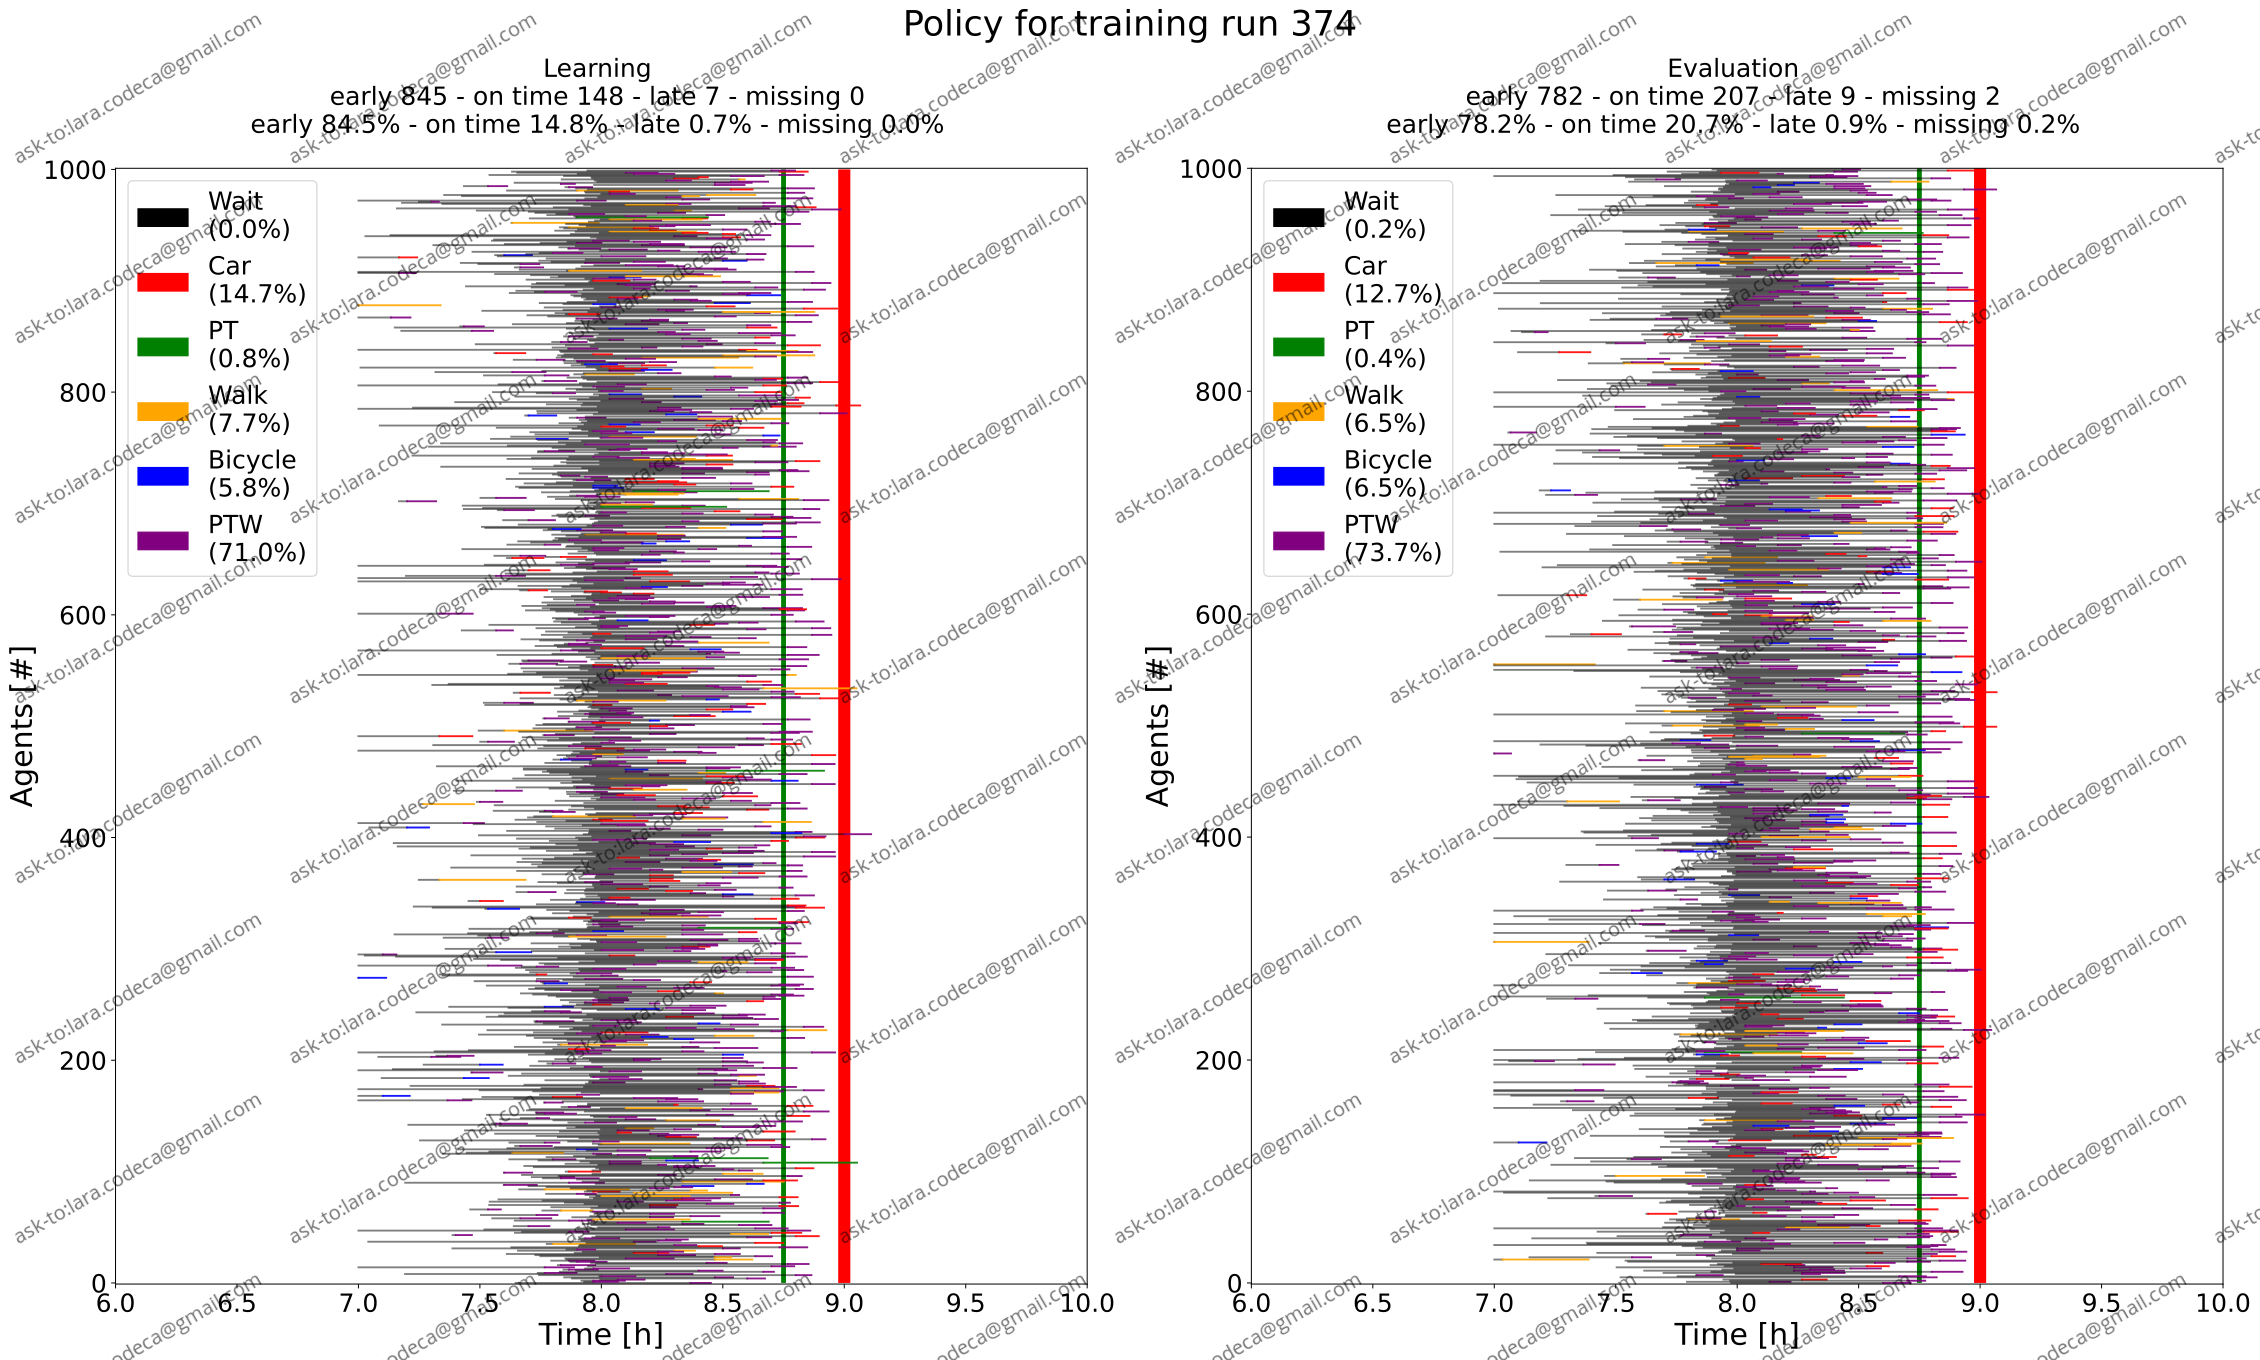 Policy for training run 374
Learning
early 845 - on time 148 - late 7 - missing 0
early 84.5% - on time 14.8% - late 0.7% - missing 0.0%
1000
800
600
400
200
0
Agents [#]
Wait
(0.0%)
Car
(14.7%)
PT
(0.8%)
Walk
(7.7%)
Bicycle
(5.8%)
PTW
(71.0%)
6.0 6.5 7.0 7.5 8.0 8.5 9.0 9.5 10.0
Time [h]
Evaluation
early 782 - on time 207 - late 9 - missing 2
early 78.2% - on time 20.7% - late 0.9% - missing 0.2%
1000
800
600
400
200
0
Agents [#]
Wait
(0.2%)
Car
(12.7%)
PT
(0.4%)
Walk
(6.5%)
Bicycle
(6.5%)
PTW
(73.7%)
6.0 6.5 7.0 7.5 8.0 8.5 9.0 9.5 10.0
Time [h]
ask-to:lara.codeca@gmail.com